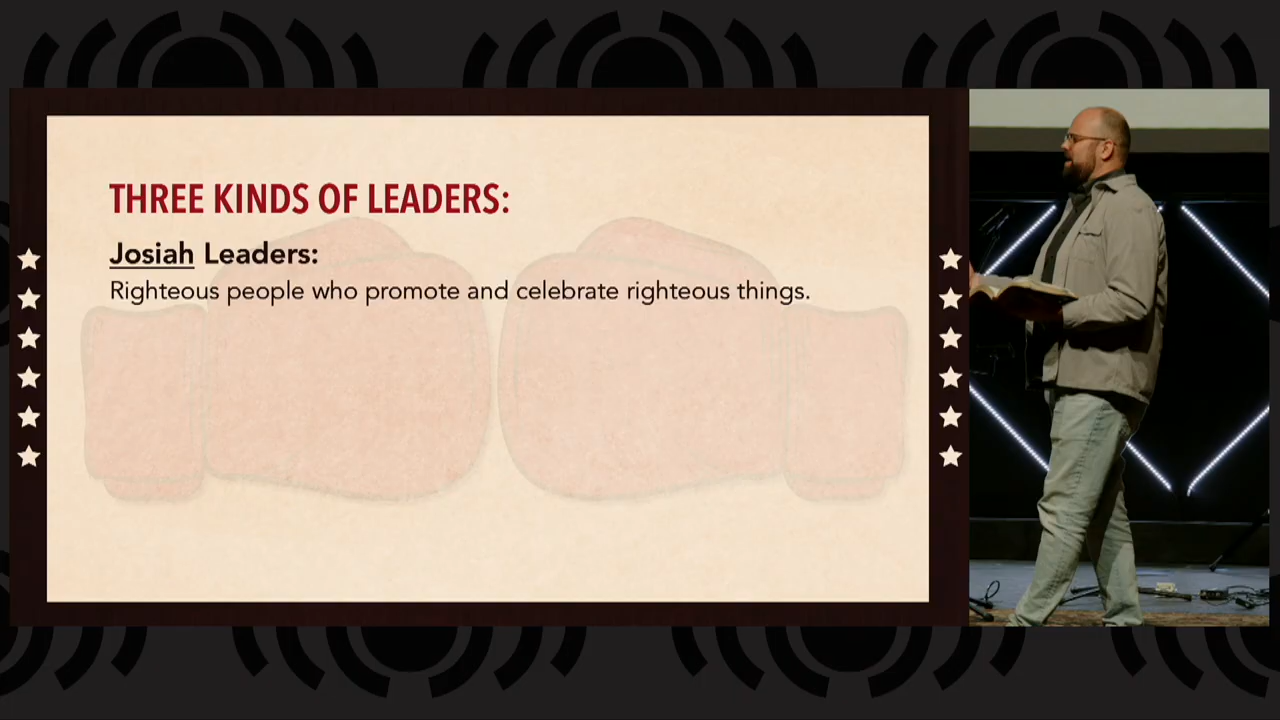 THREE KINDS OF LEADERS:
Josiah Leaders:
Righteous people who promote and celebrate righteous things.